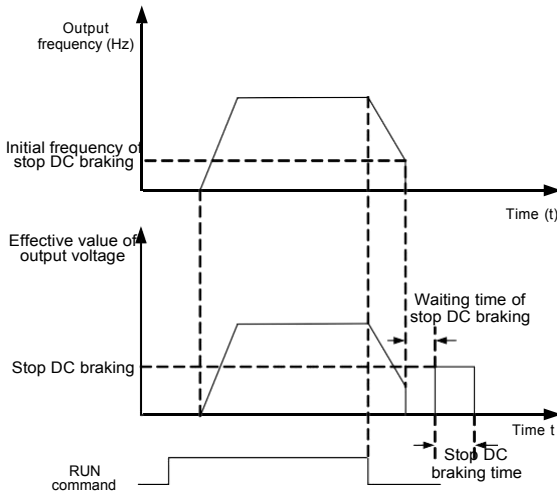 Output
frequency (Hz)
Initial frequency of
stop DC braking
Time (t)
Effective value of
output voltage
Waiting time of
stop DC braking
Stop DC braking
Time t
Stop DC
braking time
RUN
command